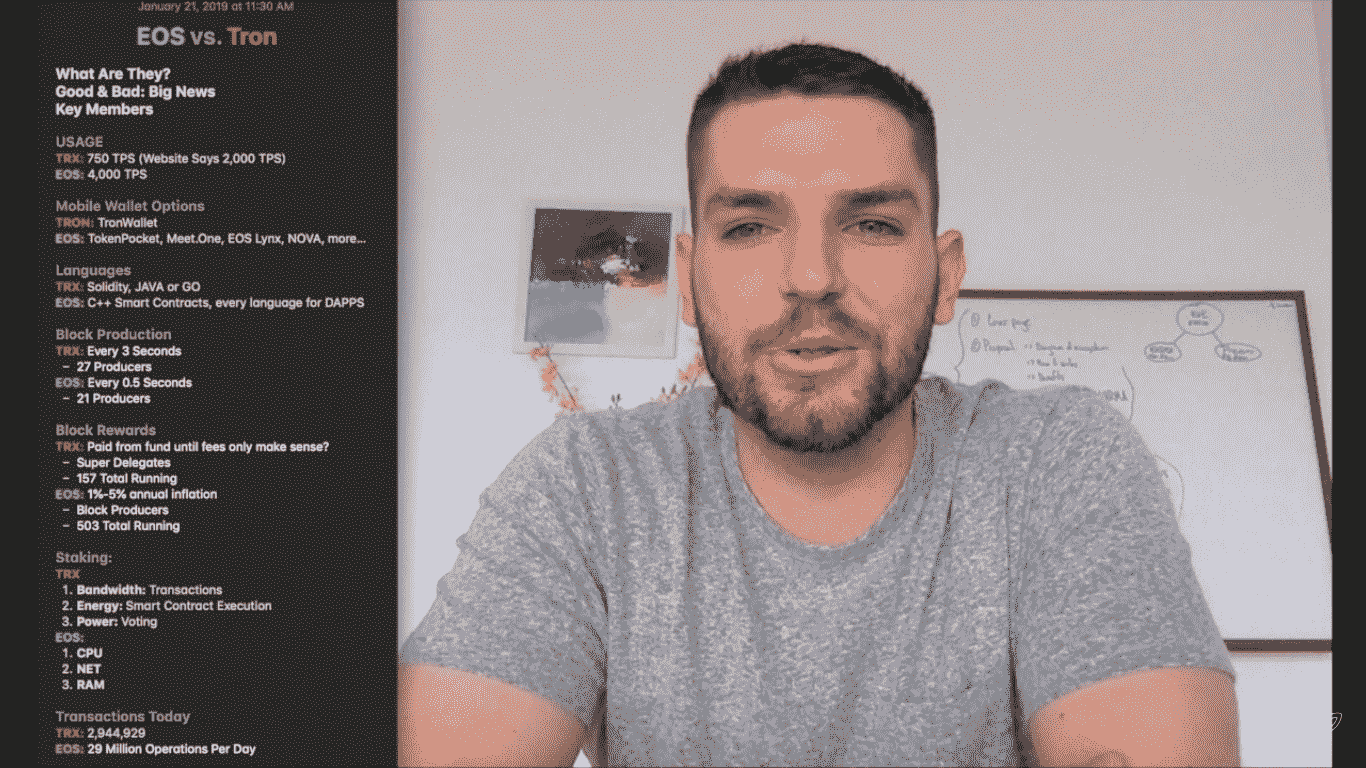 January 21, 2019 at 11:30 AM
EOS vs. Tron
What Are They?
Good & Bad: Big News
Key Members
USAGE
TRX: 750 TPS (Website Says 2,000 TPS)
EOS: 4,000 TPS
Mobile Wallet Options
TRON: TronWallet
EOS: TokenPocket, Meet.One, EOS Lynx, NOVA, more...
Languages
TRX: Solidity, JAVA or GO
EOS: C++ Smart Contracts, every language for DAPPS
Block Production
TRX: Every 3 Seconds
– 27 Producers
EOS: Every 0.5 Seconds
– 21 Producers
Block Rewards
TRX: Paid from fund until fees only make sense?
– Super Delegates
– 157 Total Running
EOS: 1%-5% annual inflation
– Block Producers
– 503 Total Running
Staking:
TRX
1. Bandwidth: Transactions
2. Energy: Smart Contract Execution
3. Power: Voting
EOS:
1. CPU
2. NET
3. RAM
Transactions Today
TRX: 2,944,929
EOS: 29 Million Operations Per Day
page
Proposal